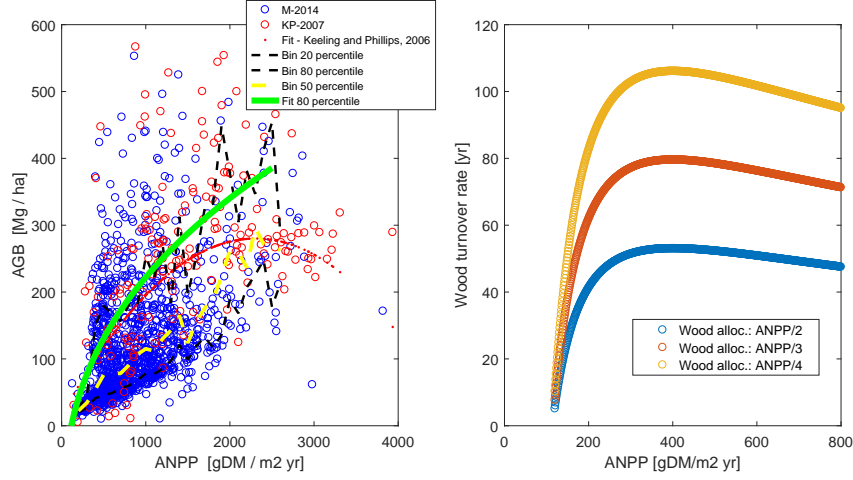 M-2014
KP-2007
Fit - Keeling and Phillips, 2006
Bin 20 percentile
Bin 80 percentile
Bin 50 percentile
Fit 80 percentile
600
500
400
300
200
100
0
AGB [Mg / ha]
0 1000 2000 3000 4000
ANPP [gDM / m2 yr]
120
100
80
60
40
20
0
Wood turnover rate [yr]
Wood alloc.: ANPP/2
Wood alloc.: ANPP/3
Wood alloc.: ANPP/4
0 200 400 600 800
ANPP [gDM/m2 yr]